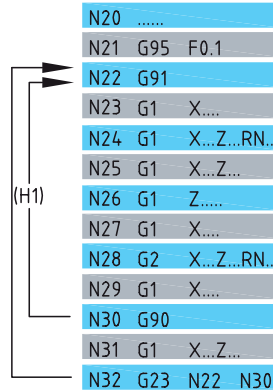 N20 ......
N21 G95 F0.1
N22 G91
N23 G1 X....
N24 G1 X...Z...RN..
N25 G1 X...Z...
(H1)
N26 G1 Z.....
N27 G1 X....
N28 G2 X...Z...RN..
N29 G1 X....
N30 G90
N31 G1 X...Z...
N32 G23 N22 N30